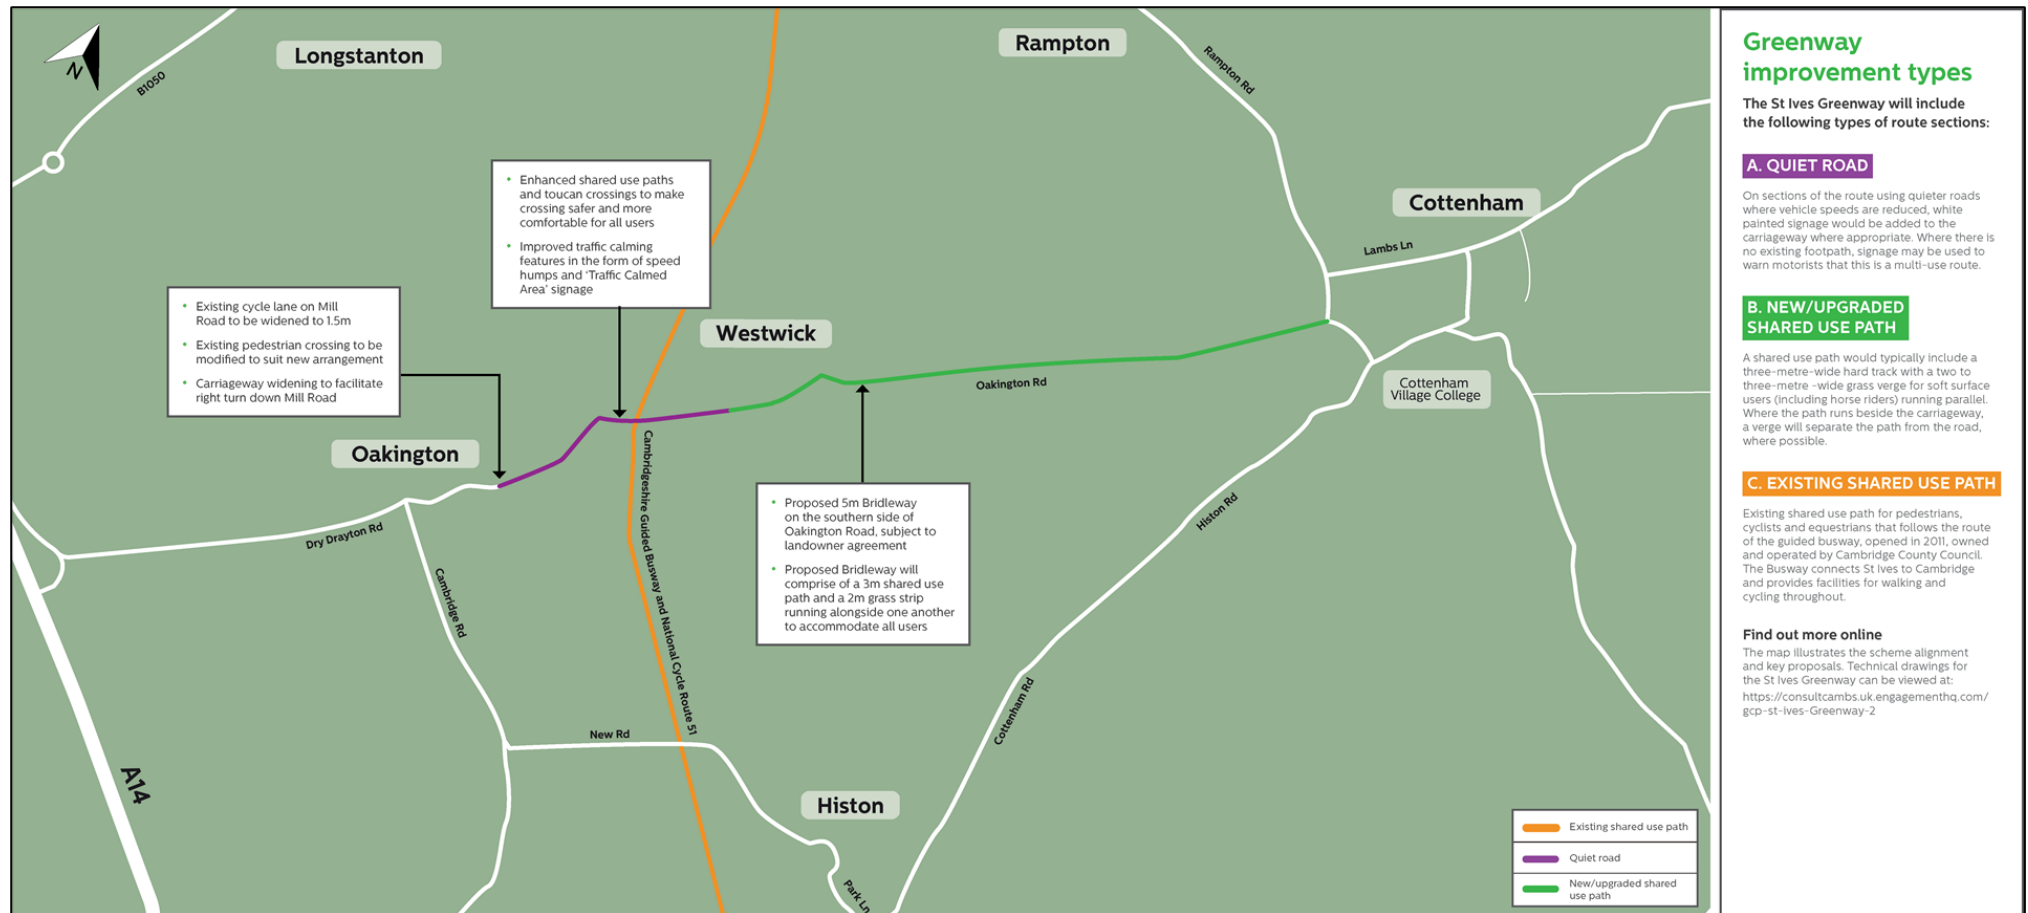 N
B1050
Longstanton
Rampton
Rampton Rd
Cottenham
Lambs Ln
• Enhanced shared use paths
and toucan crossings to make
crossing safer and more
comfortable for all users
• Improved traffic calming
features in the form of speed
humps and ‘Traffic Calmed
Area’ signage
• Existing cycle lane on Mill
Road to be widened to 1.5m
• Existing pedestrian crossing to be
modified to suit new arrangement
• Carriageway widening to facilitate
right turn down Mill Road
Westwick
Oakington Rd
Cottenham
Village College
Oakington
Dry Drayton Rd
Cambridge Rd
Cambridgeshire Guided Busway and National Cycle Route 51
• Proposed 5m Bridleway
on the southern side of
Oakington Road, subject to
landowner agreement
• Proposed Bridleway will
comprise of a 3m shared use
path and a 2m grass strip
running alongside one another
to accommodate all users
Histon Rd
Cottenham Rd
New Rd
A14
Histon
Park Ln
Existing shared use path
Quiet road
New/upgraded shared
use path
Greenway
improvement types
The St Ives Greenway will include
the following types of route sections:
A. QUIET ROAD
On sections of the route using quieter roads
where vehicle speeds are reduced, white
painted signage would be added to the
carriageway where appropriate. Where there is
no existing footpath, signage may be used to
warn motorists that this is a multi-use route.
B. NEW/UPGRADED
SHARED USE PATH
A shared use path would typically include a
three-metre-wide hard track with a two to
three-metre -wide grass verge for soft surface
users (including horse riders) running parallel.
Where the path runs beside the carriageway,
a verge will separate the path from the road,
where possible.
C. EXISTING SHARED USE PATH
Existing shared use path for pedestrians,
cyclists and equestrians that follows the route
of the guided busway, opened in 2011, owned
and operated by Cambridge County Council.
The Busway connects St Ives to Cambridge
and provides facilities for walking and
cycling throughout.
Find out more online
The map illustrates the scheme alignment
and key proposals. Technical drawings for
the St Ives Greenway can be viewed at:
https://consultcambs.uk.engagementhq.com/
gcp-st-ives-Greenway-2